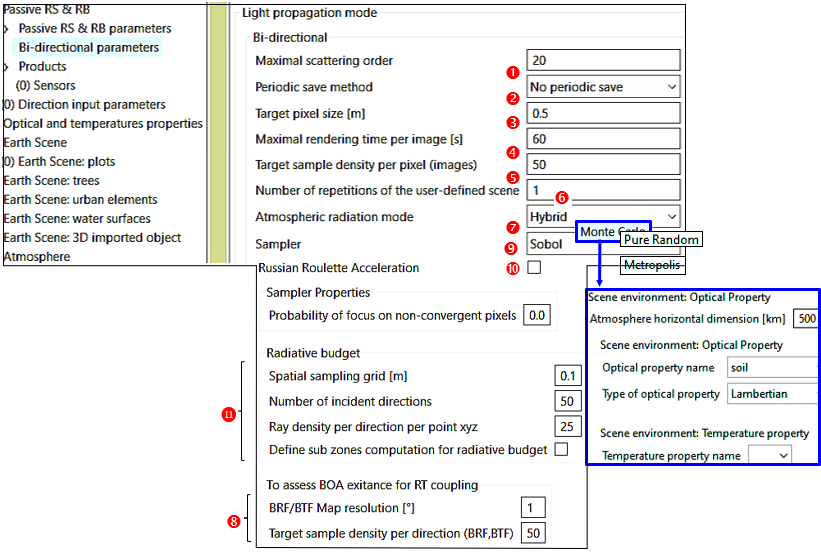 Passive RS & RB
Passive RS & RB parameters
Bi-directional parameters
Products
(0) Sensors
(0) Direction input parameters
Optical and temperatures properties
Earth Scene
(0) Earth Scene: plots
Earth Scene: trees
Earth Scene: urban elements
Earth Scene: water surfaces
Earth Scene: 3D imported object
Atmosphere
Light propagation mode
Bi-directional
Maximal scattering order 20
1
Periodic save method No periodic save
2
Target pixel size [m] 0.5
3
Maximal rendering time per image [s] 60
4
Target sample density per pixel (images) 50
5
Number of repetitions of the user-defined scene 1
6
Atmospheric radiation mode Hybrid
7
Monte Carlo
Pure Random
Sampler Sobol
9
Metropolis
Russian Roulette Acceleration
10
Sampler Properties
Probability of focus on non-convergent pixels 0.0
Radiative budget
Spatial sampling grid [m] 0.1
Number of incident directions 50
11
Ray density per direction per point xyz 25
Define sub zones computation for radiative budget
To assess BOA exitance for RT coupling
BRF/BTF Map resolution [°] 1
8
Target sample density per direction (BRF,BTF) 50
Scene environment: Optical Property
Atmosphere horizontal dimension [km] 500
Scene environment: Optical Property
Optical property name soil
Type of optical property Lambertian
Scene environment: Temperature property
Temperature property name